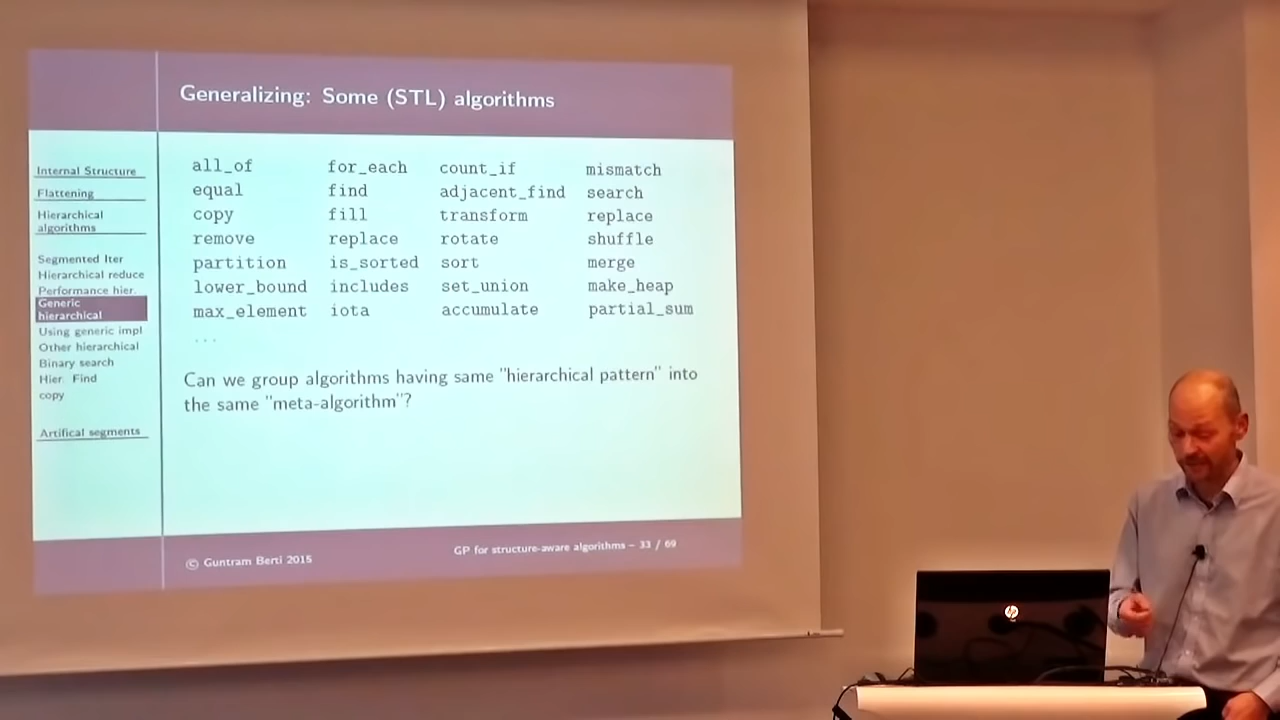 Generalizing: Some (STL) algorithms
Internal Structure
Flattening
Hierarchical
algorithms
Segmented Iter
Hierarchical reduce
Performance hier.
Generic
hierarchical
Using generic impl
Other hierarchical
Binary search
Hier. Find
copy
Artifical segments
all_of for_each count_if mismatch
equal find adjacent_find search
copy fill transform replace
remove replace rotate shuffle
partition is_sorted sort merge
lower_bound includes set_union make_heap
max_element iota accumulate partial_sum
...
Can we group algorithms having same "hierarchical pattern" into
the same "meta-algorithm"?
© Guntram Berti 2015
GP for structure-aware algorithms – 33 / 69
hp